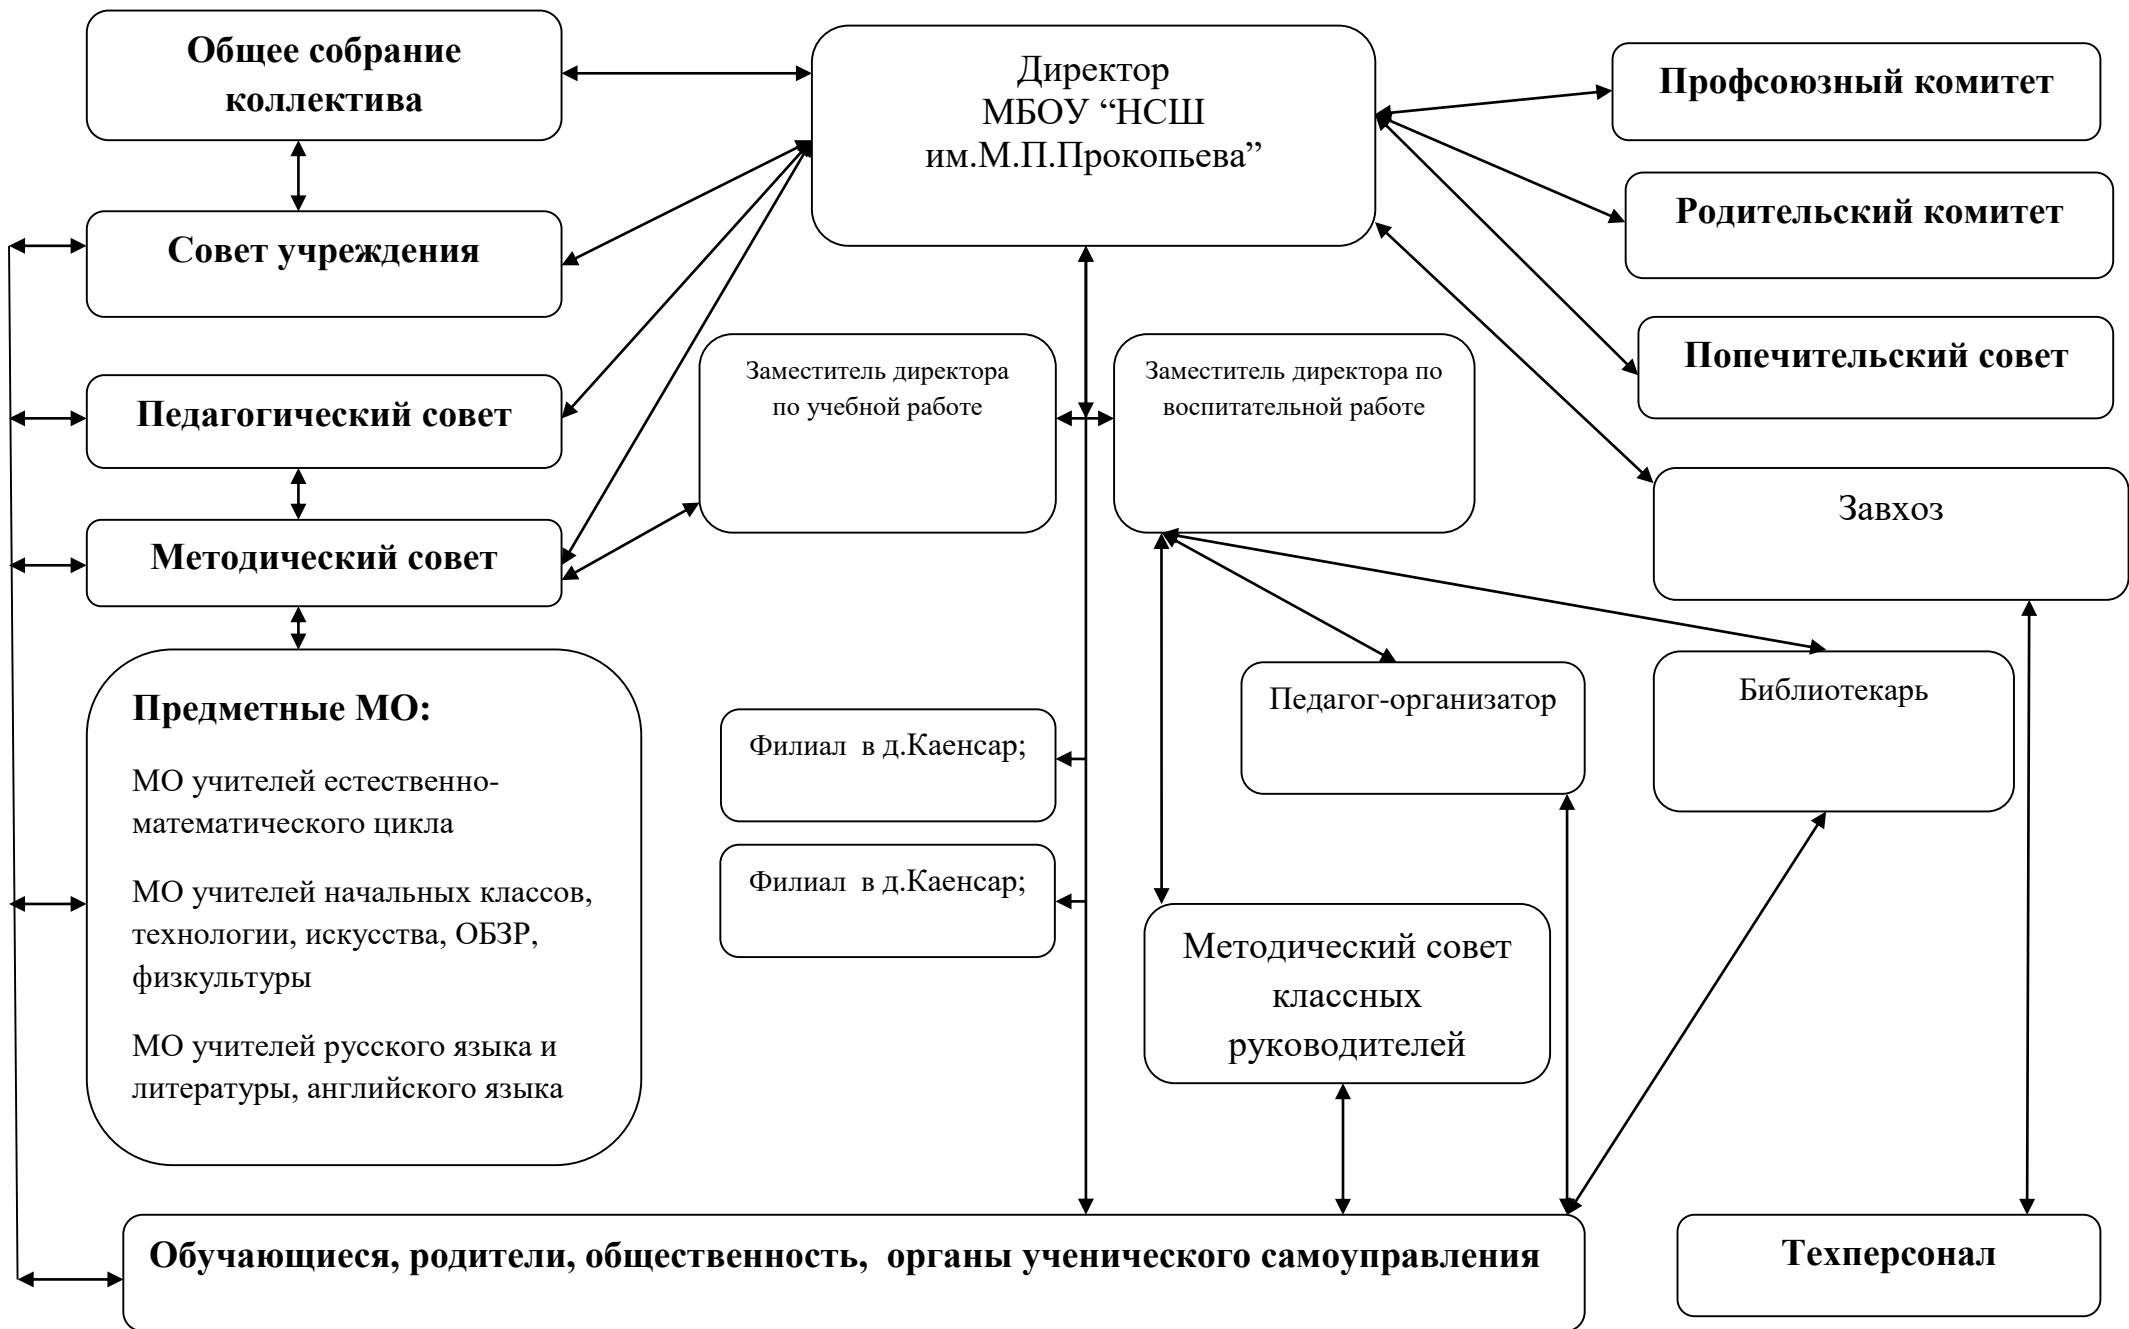 Общее собрание
коллектива
Директор
МБОУ “НСШ
им.М.П.Прокопьева”
Профсоюзный комитет
Родительский комитет
Совет учреждения
Попечительский совет
Заместитель директора
по учебной работе
Заместитель директора по
воспитательной работе
Педагогический совет
Завхоз
Методический совет
Педагог-организатор
Библиотекарь
Предметные МО:
МО учителей естественно-
математического цикла
МО учителей начальных классов,
технологии, искусства, ОБЗР,
физкультуры
МО учителей русского языка и
литературы, английского языка
Филиал  в д.Каенсар;
Филиал  в д.Каенсар;
Методический совет
классных
руководителей
Обучающиеся, родители, общественность,  органы ученического самоуправления
Техперсонал